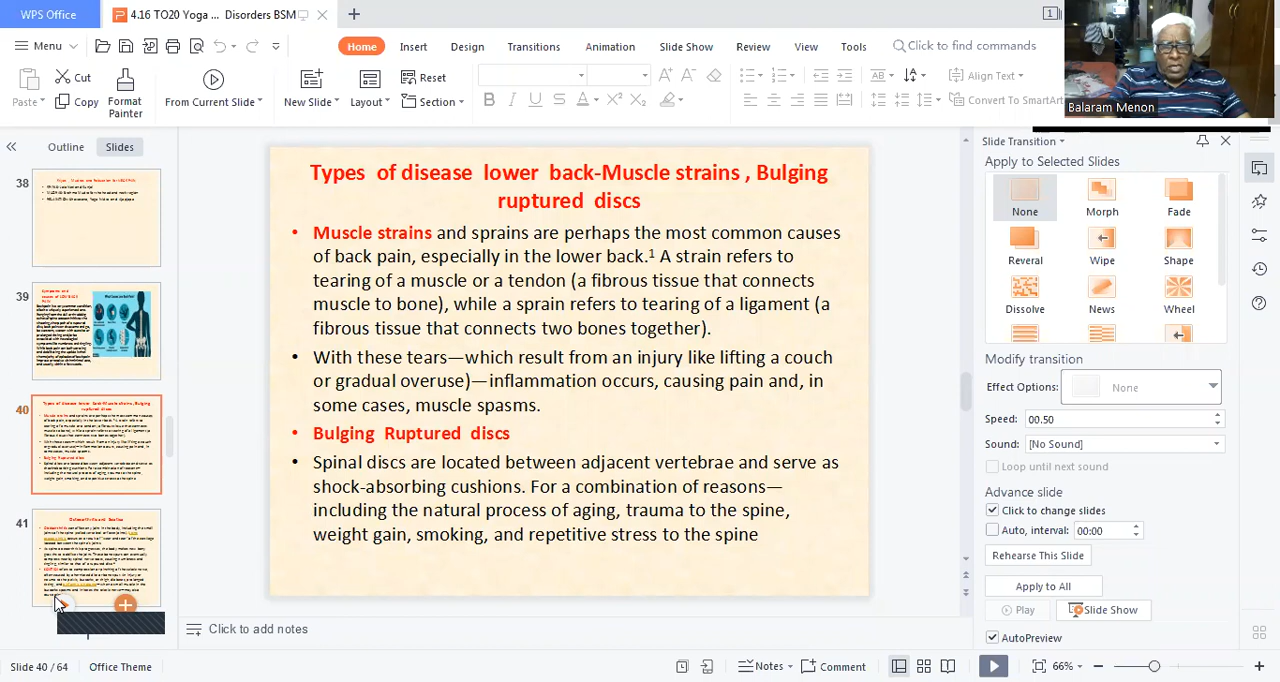 WPS Office
4.16 TO20 Yoga ... Disorders BSM
1
Menu
Home
Insert
Design
Transitions
Animation
Slide Show
Review
View
Tools
Click to find commands
Paste
Cut
Copy
Format
Painter
From Current Slide
New Slide
Layout
Reset
Section
Align Text
Convert To SmartArt
Balaram Menon
Outline
Slides
38
39
40
41
Types of disease lower back-Muscle strains , Bulging
ruptured discs
• Muscle strains and sprains are perhaps the most common causes
of back pain, especially in the lower back.¹ A strain refers to
tearing of a muscle or a tendon (a fibrous tissue that connects
muscle to bone), while a sprain refers to tearing of a ligament (a
fibrous tissue that connects two bones together).
• With these tears—which result from an injury like lifting a couch
or gradual overuse)—inflammation occurs, causing pain and, in
some cases, muscle spasms.
• Bulging Ruptured discs
• Spinal discs are located between adjacent vertebrae and serve as
shock-absorbing cushions. For a combination of reasons—
including the natural process of aging, trauma to the spine,
weight gain, smoking, and repetitive stress to the spine
Click to add notes
Slide Transition
Apply to Selected Slides
None
Morph
Fade
Reveral
Wipe
Shape
Dissolve
News
Wheel
Modify transition
Effect Options:
None
Speed:
00.50
Sound:
[No Sound]
Loop until next sound
Advance slide
Click to change slides
Auto, interval:
00:00
Rehearse This Slide
Apply to All
Play
Slide Show
AutoPreview
Slide 40 / 64
Office Theme
Notes
Comment
66%